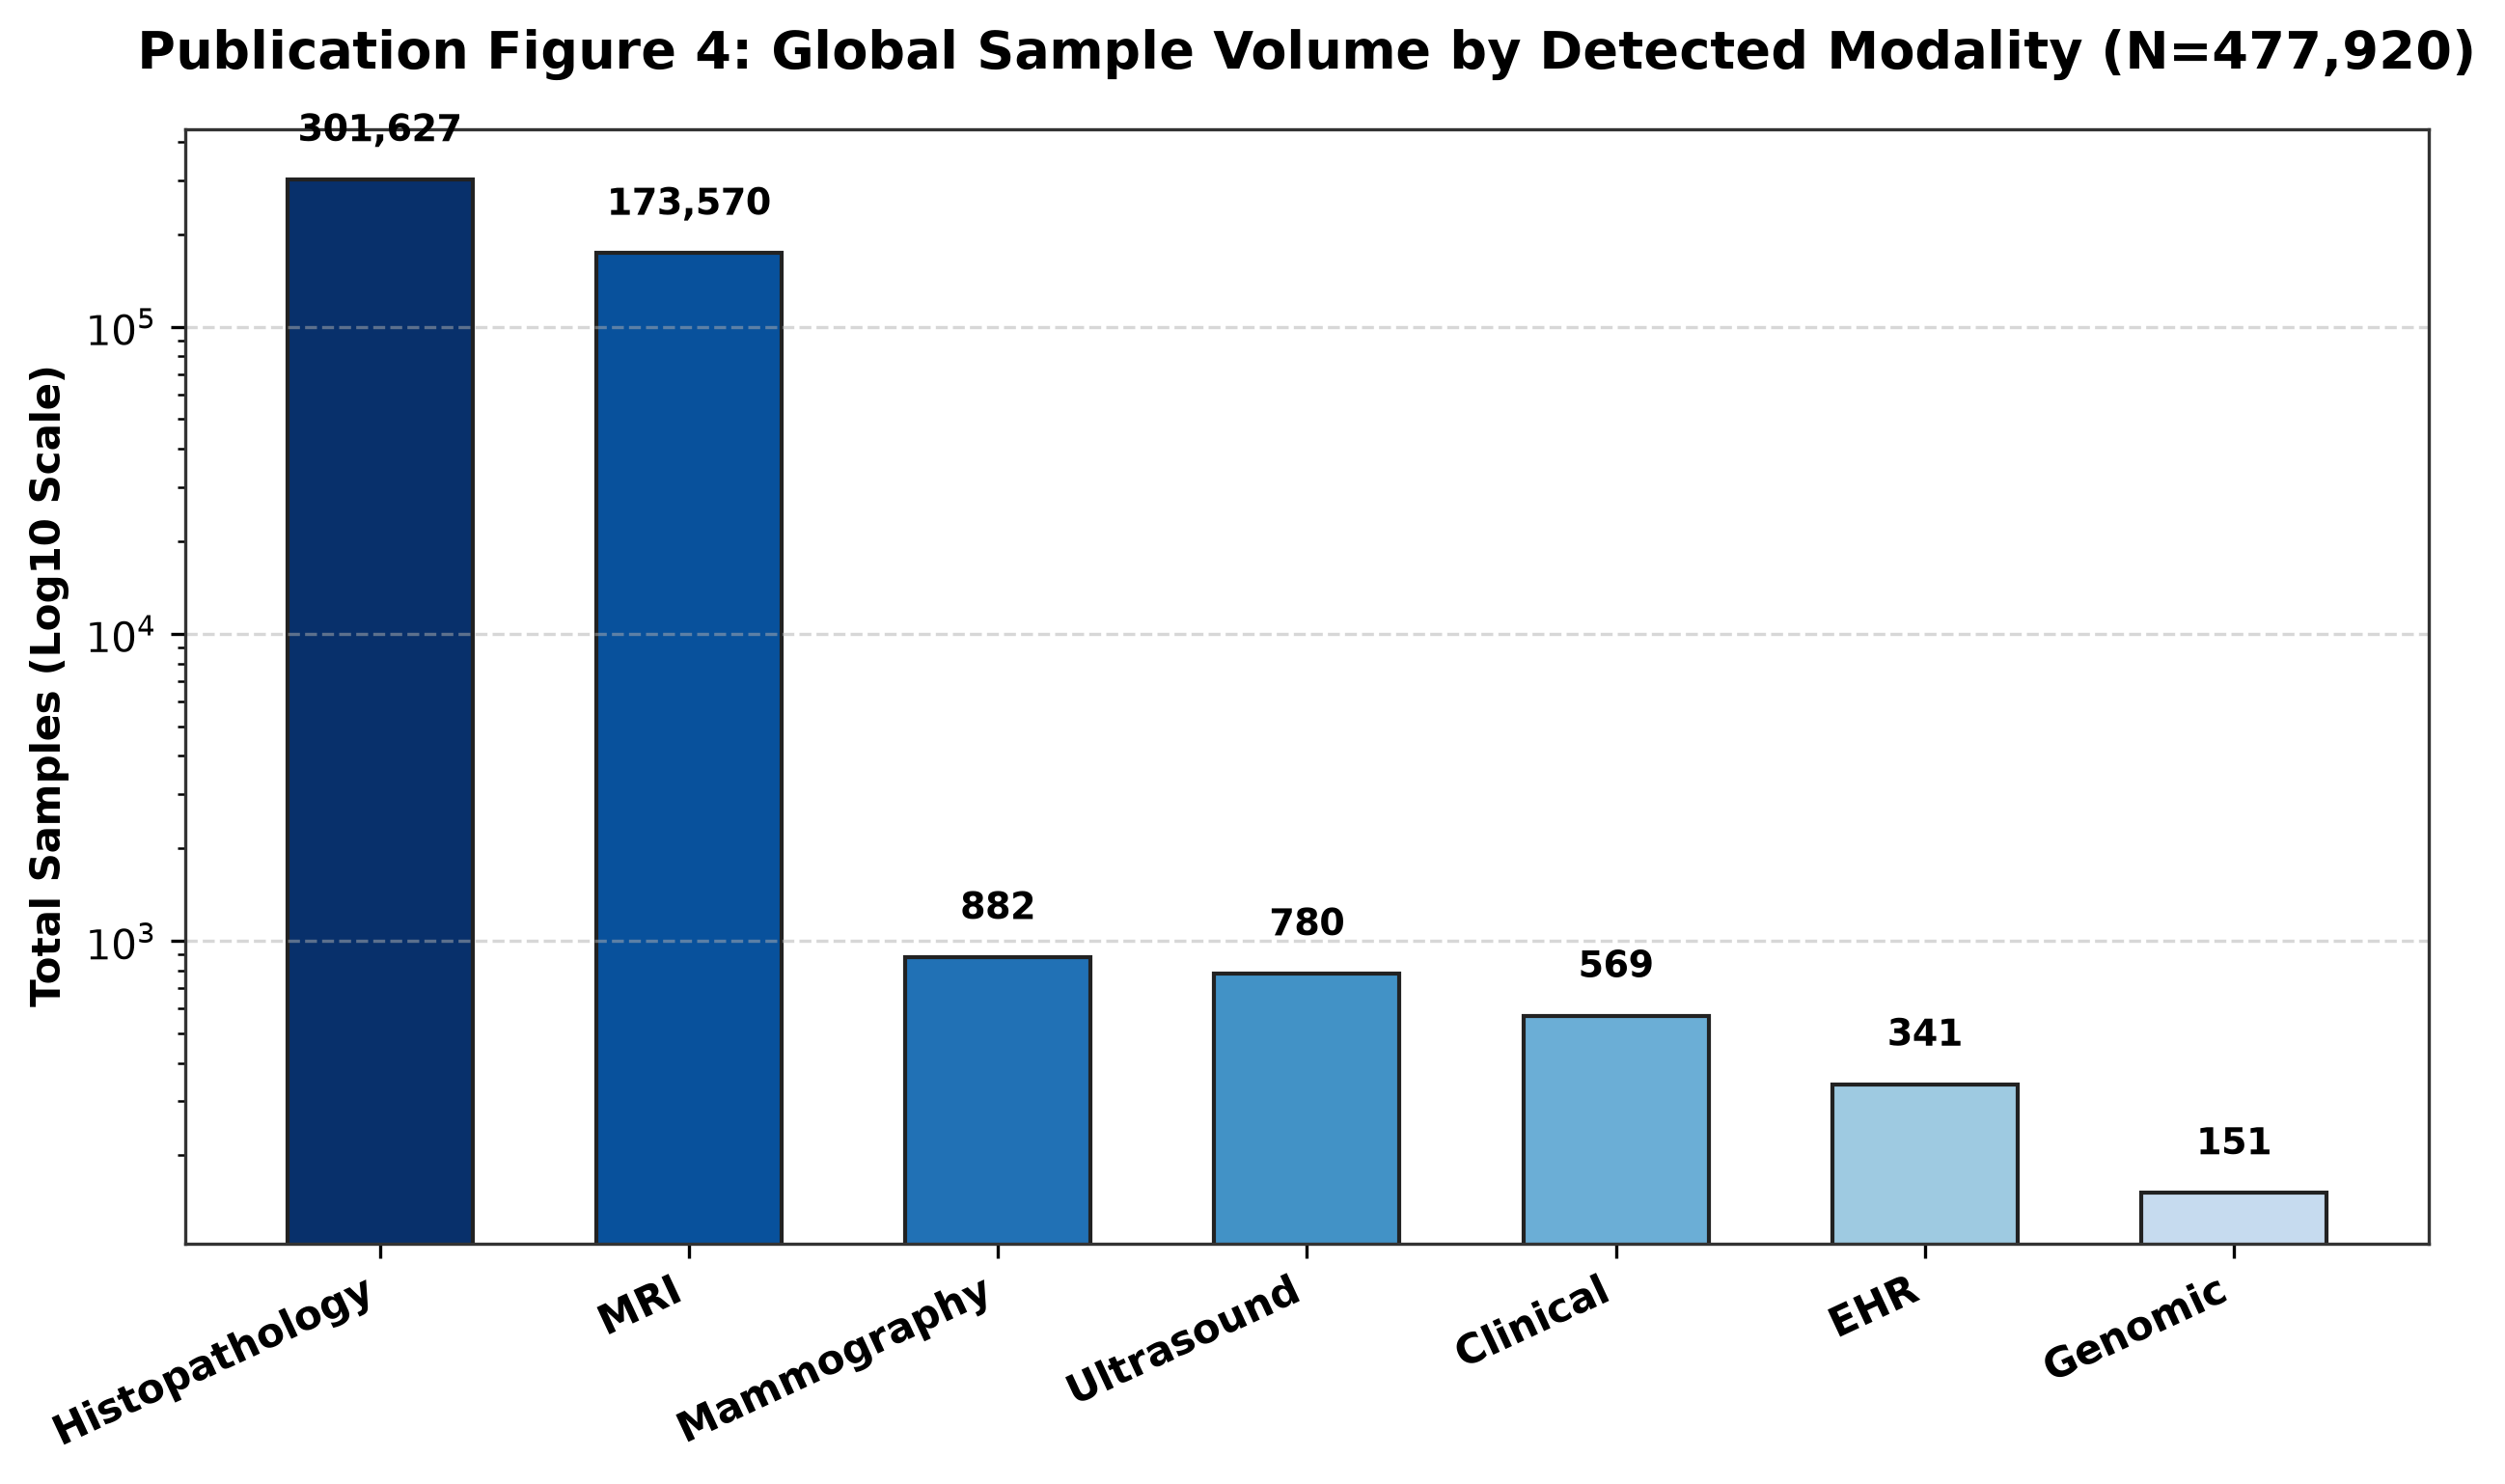 Publication Figure 4: Global Sample Volume by Detected Modality (N=477,920)
Total Samples (Log10 Scale)
10⁵
10⁴
10³
301,627
173,570
882
780
569
341
151
Histopathology
MRI
Mammography
Ultrasound
Clinical
EHR
Genomic